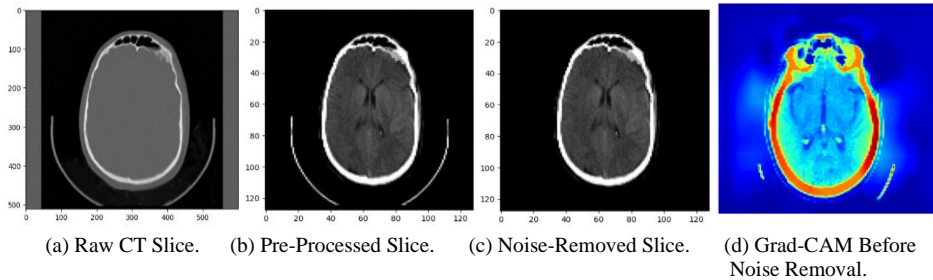 0
100
200
300
400
500
0 100 200 300 400 500
0
20
40
60
80
100
120
0 20 40 60 80 100 120
0
20
40
60
80
100
120
0 20 40 60 80 100 120
(a) Raw CT Slice.
(b) Pre-Processed Slice.
(c) Noise-Removed Slice.
(d) Grad-CAM Before
Noise Removal.